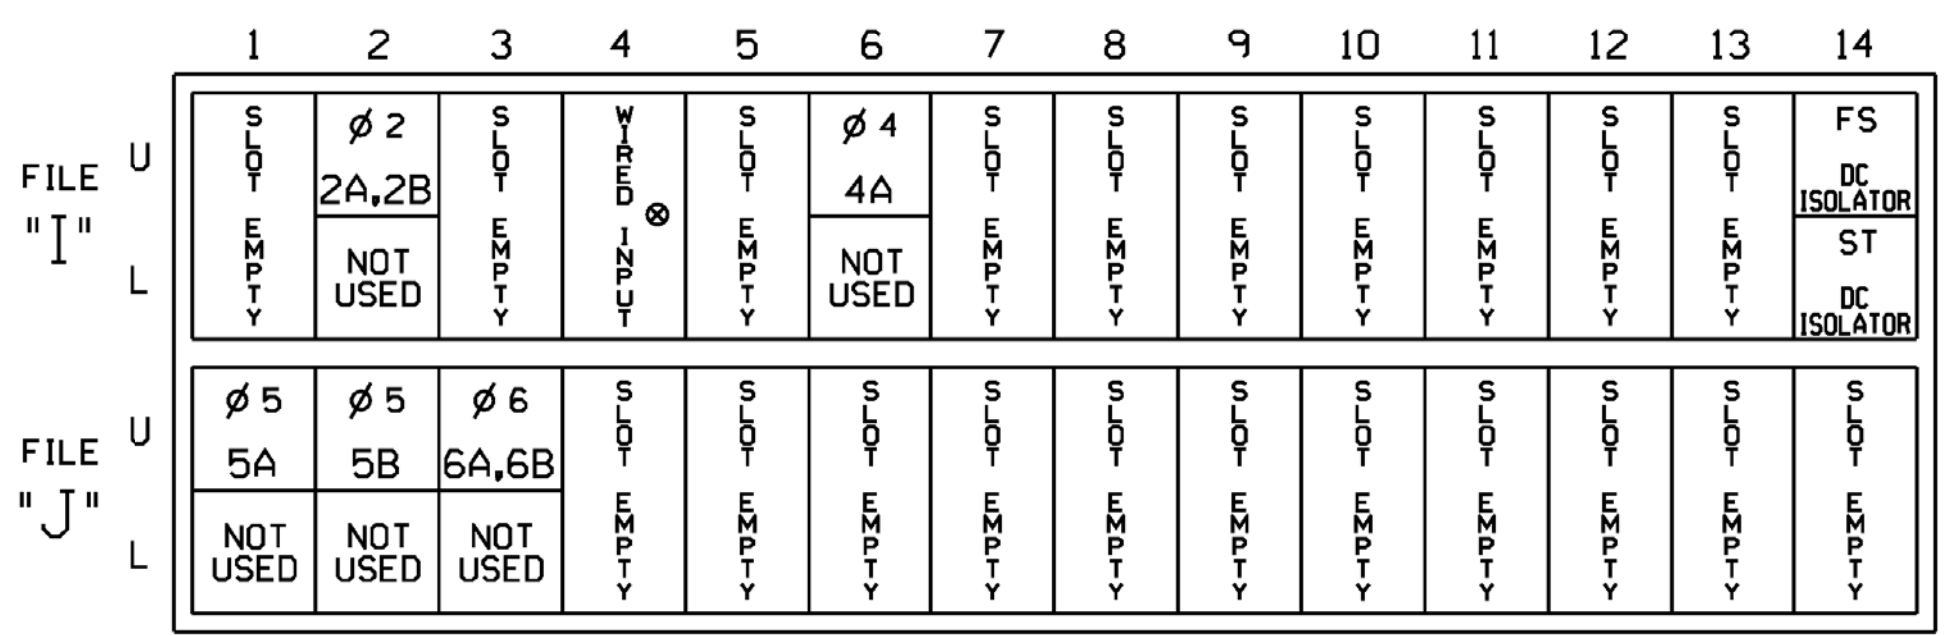 1 2 3 4 5 6 7 8 9 10 11 12 13 14
FILE "I"
U
L
SLOT EMPTY
Ø 2
2A,2B
NOT USED
SLOT EMPTY
WIRED INPUT ⊗
SLOT EMPTY
Ø 4
4A
NOT USED
SLOT EMPTY
SLOT EMPTY
SLOT EMPTY
SLOT EMPTY
SLOT EMPTY
SLOT EMPTY
SLOT EMPTY
FS
DC
ISOLATOR
ST
DC
ISOLATOR
FILE "J"
U
L
Ø 5
5A
NOT USED
Ø 5
5B
NOT USED
Ø 6
6A,6B
NOT USED
SLOT EMPTY
SLOT EMPTY
SLOT EMPTY
SLOT EMPTY
SLOT EMPTY
SLOT EMPTY
SLOT EMPTY
SLOT EMPTY
SLOT EMPTY
SLOT EMPTY
SLOT EMPTY